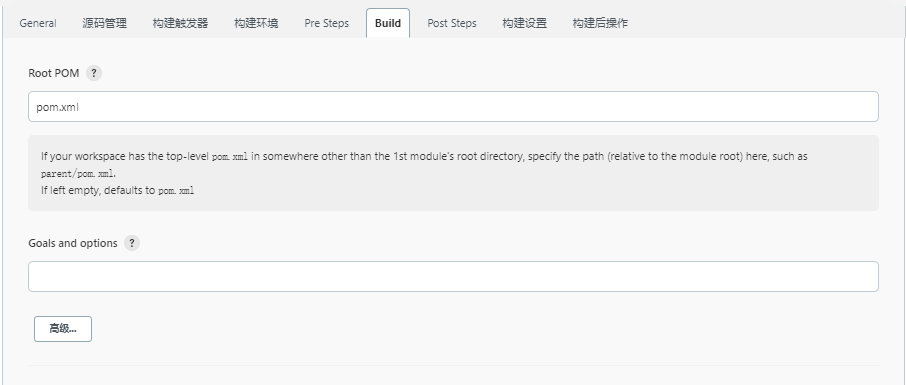 General 源码管理 构建触发器 构建环境 Pre Steps Build Post Steps 构建设置 构建后操作
Root POM ?
pom.xml
If your workspace has the top-level pom.xml in somewhere other than the 1st module's root directory, specify the path (relative to the module root) here, such as
parent/pom.xml.
If left empty, defaults to pom.xml
Goals and options ?
高级...